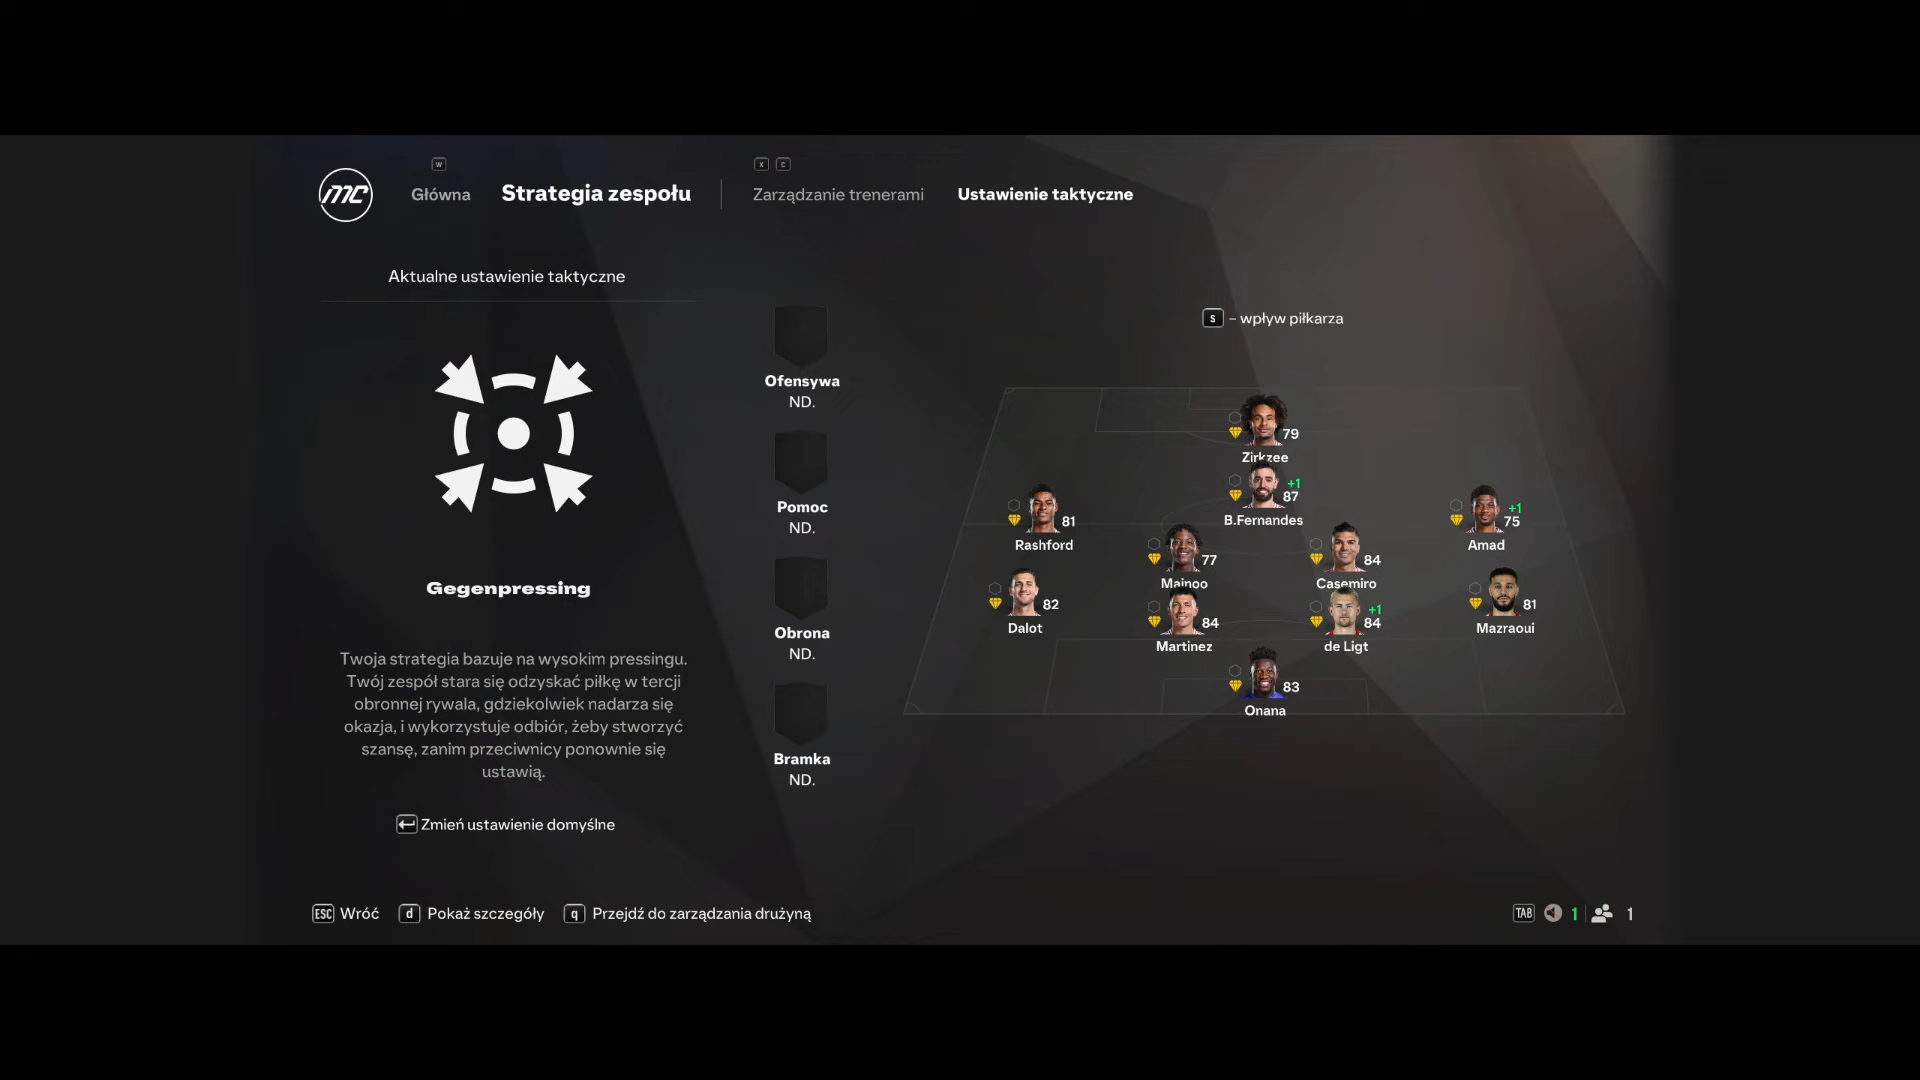 W
X C
MC Główna Strategia zespołu Zarządzanie trenerami Ustawienie taktyczne
Aktualne ustawienie taktyczne
Gegenpressing
Twoja strategia bazuje na wysokim pressingu.
Twój zespół stara się odzyskać piłkę w tercji
obronnej rywala, gdziekolwiek nadarza się
okazja, i wykorzystuje odbiór, żeby stworzyć
szansę, zanim przeciwnicy ponownie się
ustawią.
Zmień ustawienie domyślne
Ofensywa
ND.
Pomoc
ND.
Obrona
ND.
Bramka
ND.
S – wpływ piłkarza
79
Zirkzee
+1
87
B.Fernandes
81
Rashford
+1
75
Amad
77
Mainoo
84
Casemiro
82
Dalot
84
Martinez
+1
84
de Ligt
81
Mazraoui
83
Onana
ESC Wróć d Pokaż szczegóły q Przejdź do zarządzania drużyną
TAB 1 1